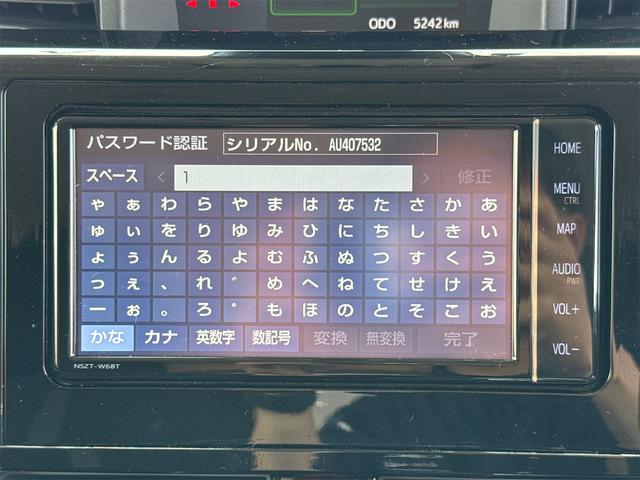 ODO 5242km
パスワード認証 シリアルNo. AU407532
スペース < 1 > 修正
ゃ ぁ わ ら や ま は な た さ か あ
ゅ ぃ を り ゆ み ひ に ち し き い
ょ ぅ ん る よ む ふ ぬ つ す く う
っ ぇ 、 れ ゛ め へ ね て せ け え
ー ぉ 。 ろ ゜ も ほ の と そ こ お
かな カナ 英数字 数記号 変換 無変換 完了
NSZT-W68T
HOME
MENU
CTRL
MAP
AUDIO
PWR
VOL+
VOL-